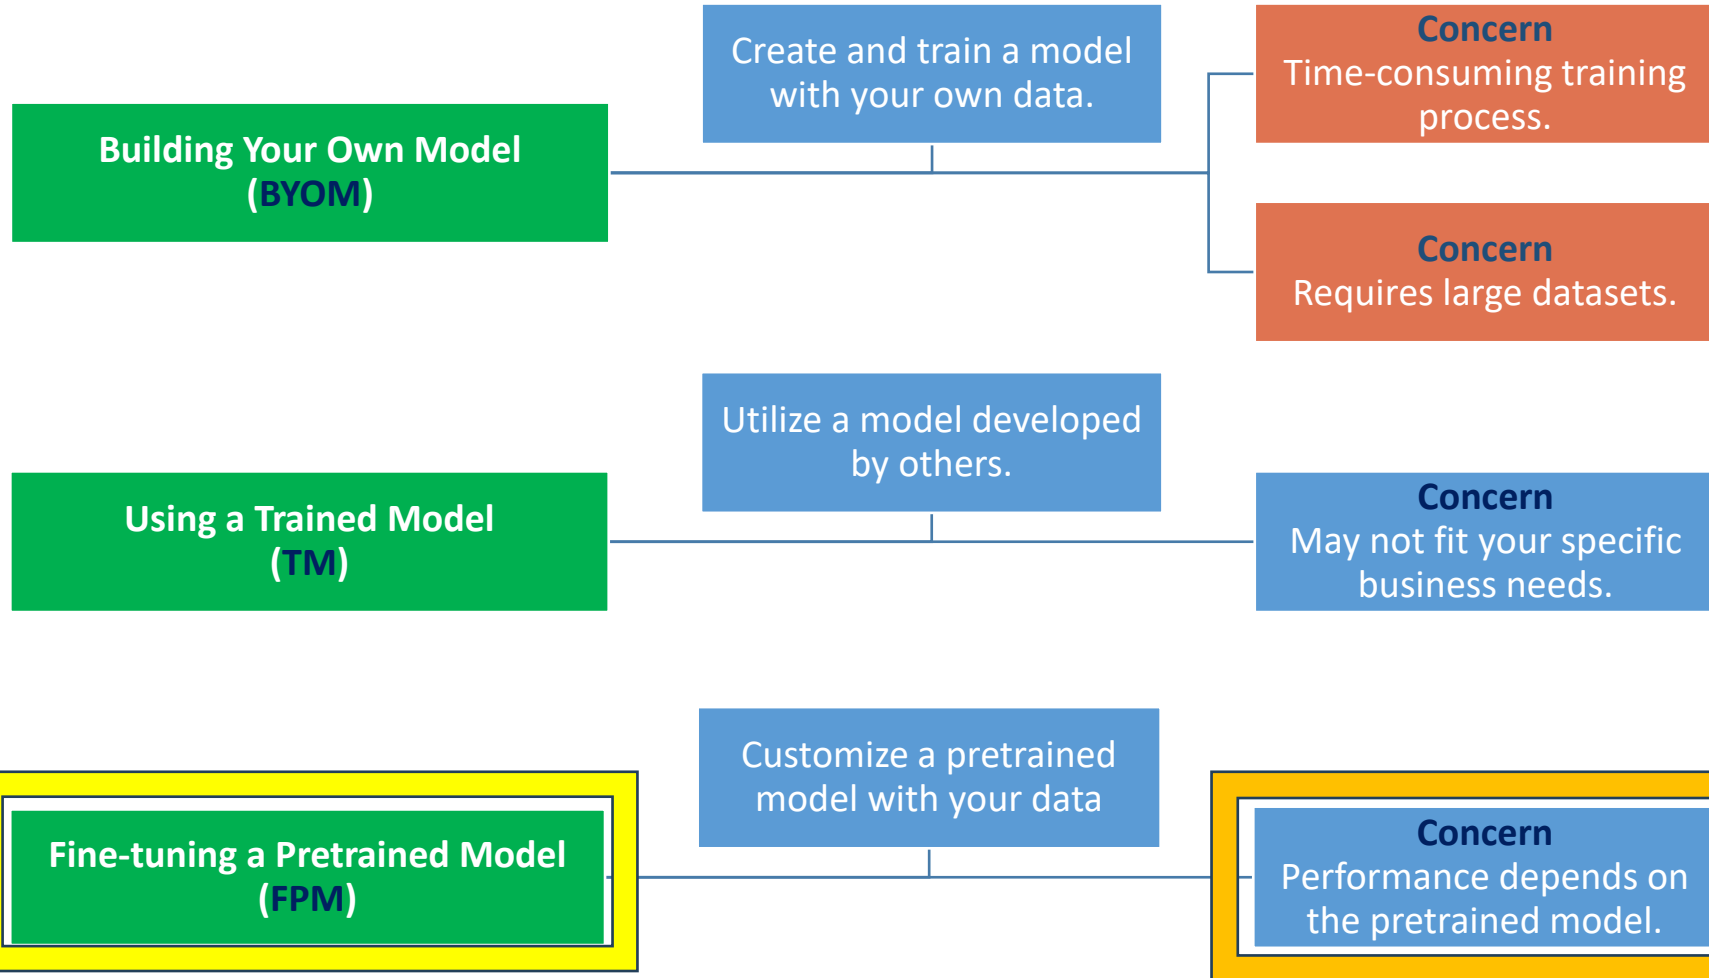 Create and train a model
with your own data.
Concern
Time-consuming training
process.
Building Your Own Model
(BYOM)
Concern
Requires large datasets.
Utilize a model developed
by others.
Using a Trained Model
(TM)
Concern
May not fit your specific
business needs.
Customize a pretrained
model with your data
Fine-tuning a Pretrained Model
(FPM)
Concern
Performance depends on
the pretrained model.